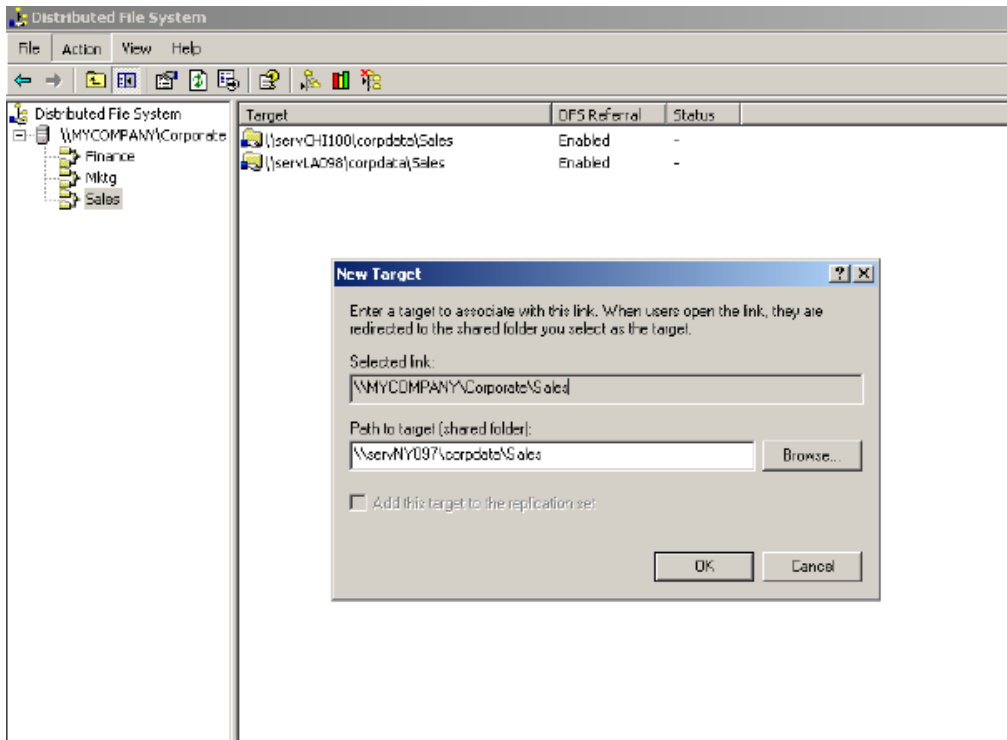 Distributed File System
File Action View Help
Distributed File System
\\MYCOMPANY\Corporate
Finance
Mktg
Sales
Target DFS Referral Status
\\servCHI100\corpdata\Sales Enabled -
\\servLA098\corpdata\Sales Enabled -
New Target
Enter a target to associate with this link. When users open the link, they are
redirected to the shared folder you select as the target.
Selected link:
\\MYCOMPANY\Corporate\Sales
Path to target (shared folder):
\\servNY097\corpdata\Sales
Browse...
Add this target to the replication set
OK Cancel